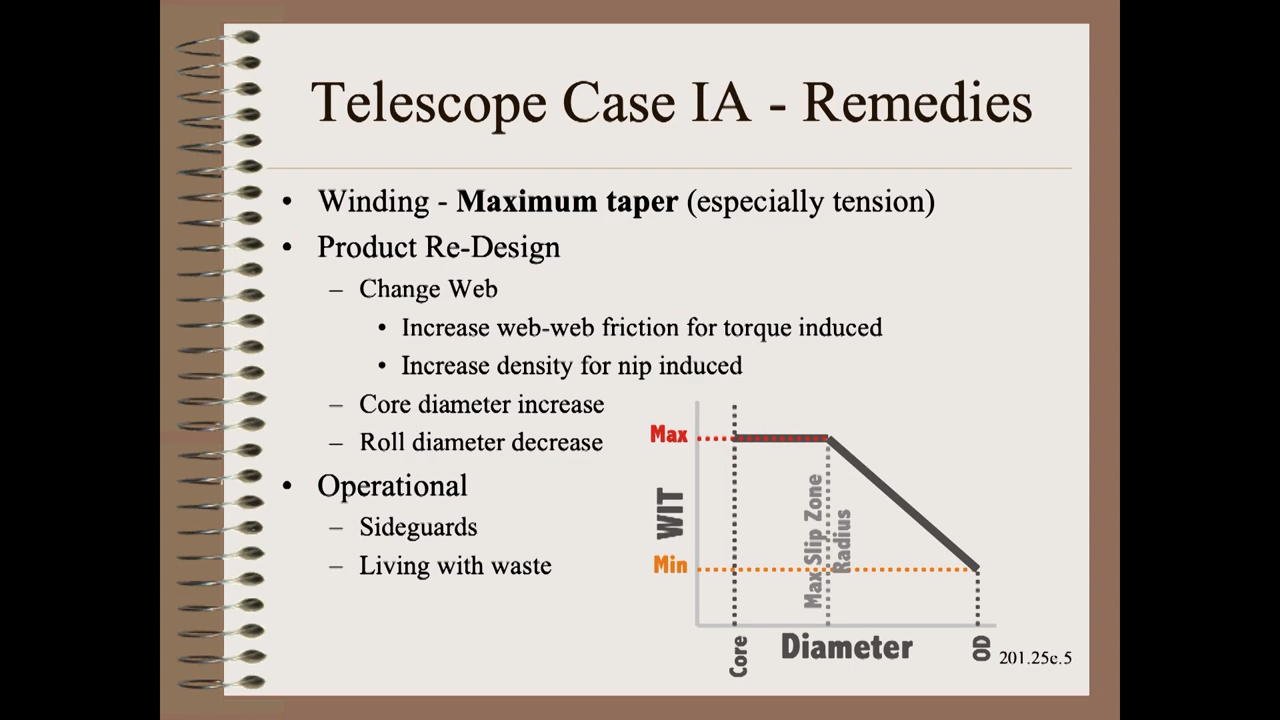 Telescope Case IA - Remedies
• Winding - Maximum taper (especially tension)
• Product Re-Design
– Change Web
• Increase web-web friction for torque induced
• Increase density for nip induced
– Core diameter increase
– Roll diameter decrease
• Operational
– Sideguards
– Living with waste
Max
WIT
Min
Max Slip Zone
Radius
Core
Diameter
OD
201.25c.5